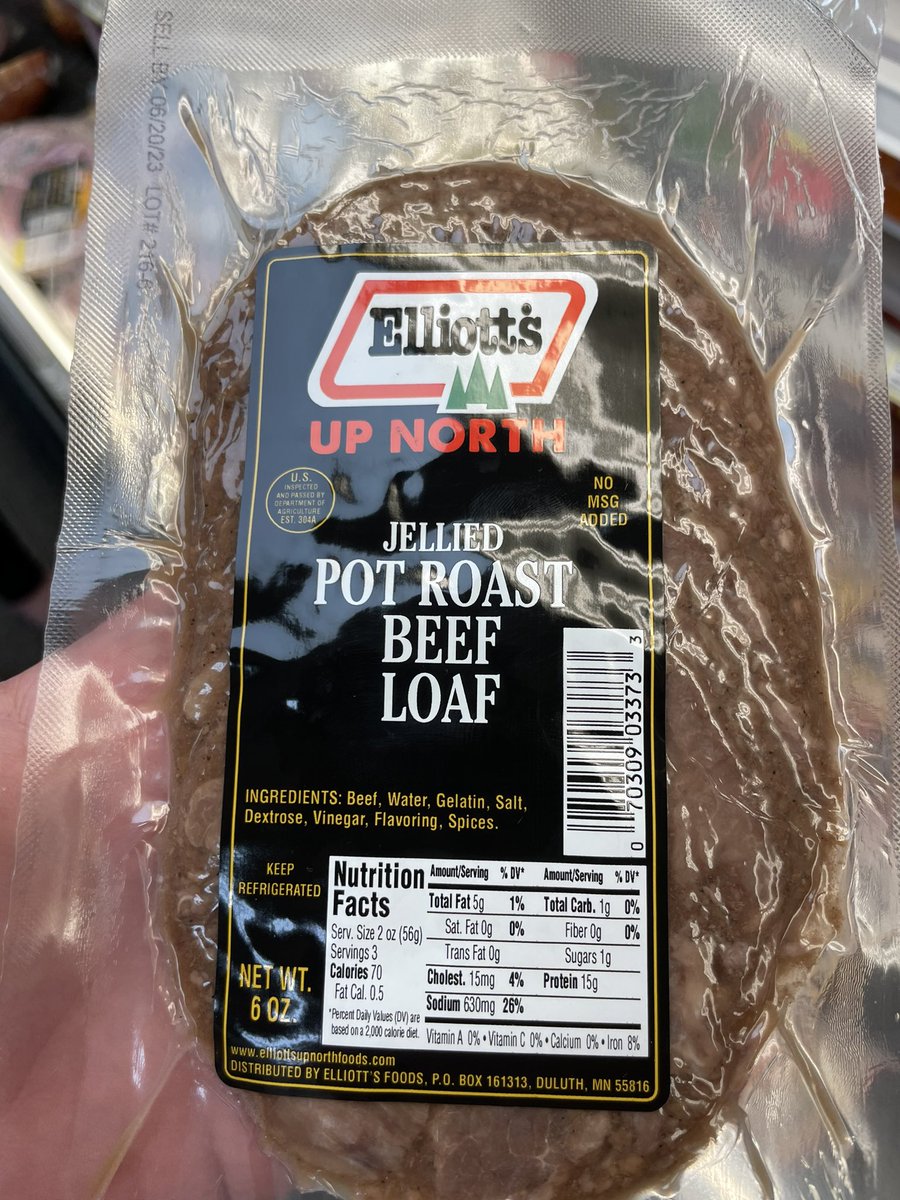 SELL BY 06/20/23 LOT#
Elliott's
UP NORTH
U.S.
INSPECTED
AND PASSED BY
DEPARTMENT OF
AGRICULTURE
EST. 304A
NO
MSG
ADDED
JELLIED
POT ROAST
BEEF
LOAF
0 70309 03373 3
INGREDIENTS: Beef, Water, Gelatin, Salt,
Dextrose, Vinegar, Flavoring, Spices.
KEEP
REFRIGERATED
NET WT.
6 OZ.
Nutrition
Facts
Serv. Size 2 oz (56g)
Servings 3
Calories 70
Fat Cal. 0.5
*Percent Daily Values (DV) are
based on a 2,000 calorie diet.
Amount/Serving % DV* Amount/Serving % DV*
Total Fat 5g 1% Total Carb. 1g 0%
Sat. Fat 0g 0% Fiber 0g 0%
Trans Fat 0g Sugars 1g
Cholest. 15mg 4% Protein 15g
Sodium 630mg 26%
Vitamin A 0% • Vitamin C 0% • Calcium 0% • Iron 8%
www.elliottsupnorthfoods.com
DISTRIBUTED BY ELLIOTT'S FOODS, P.O. BOX 161313, DULUTH, MN 55816